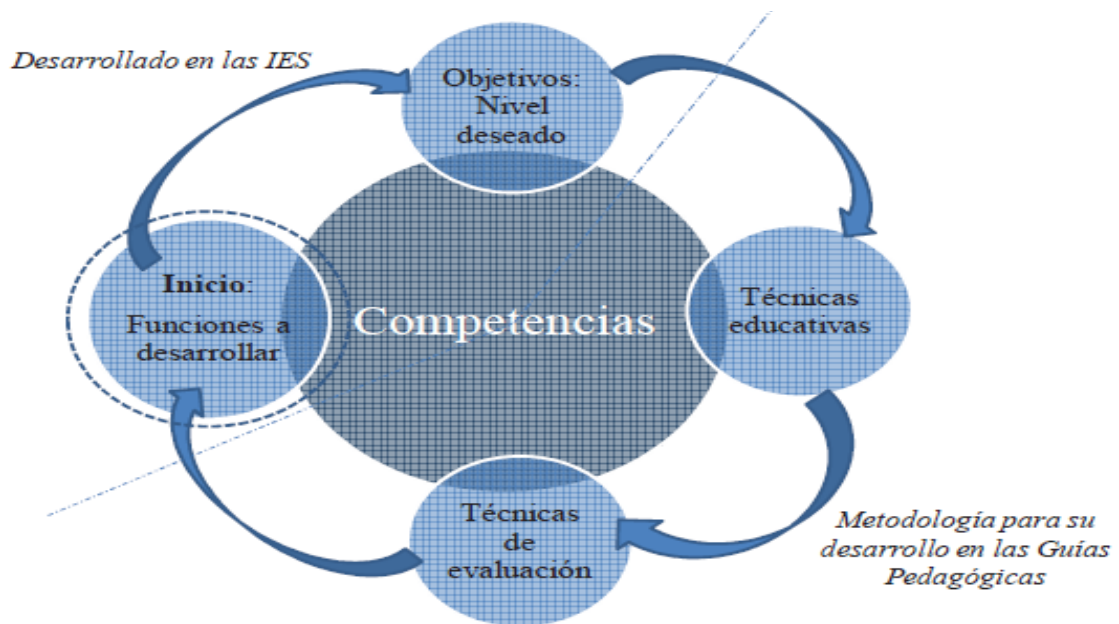 Desarrollado en las IES
Objetivos:
Nivel
deseado
Inicio:
Funciones a
desarrollar
Competencias
Técnicas
educativas
Técnicas
de
evaluación
Metodología para su
desarrollo en las Guías
Pedagógicas